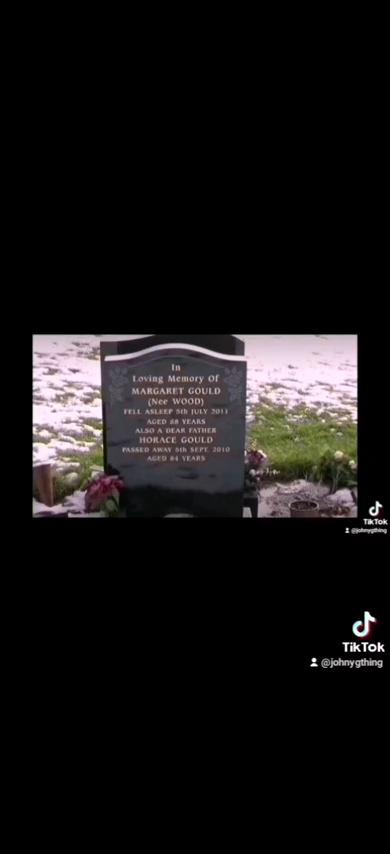 In
Loving Memory Of
MARGARET GOULD
(Nee WOOD)
FELL ASLEEP 5th JULY 2011
AGED 88 YEARS
ALSO A DEAR FATHER
HORACE GOULD
PASSED AWAY 5th SEPT. 2010
AGED 84 YEARS
TikTok
@johnygthing
TikTok
@johnygthing